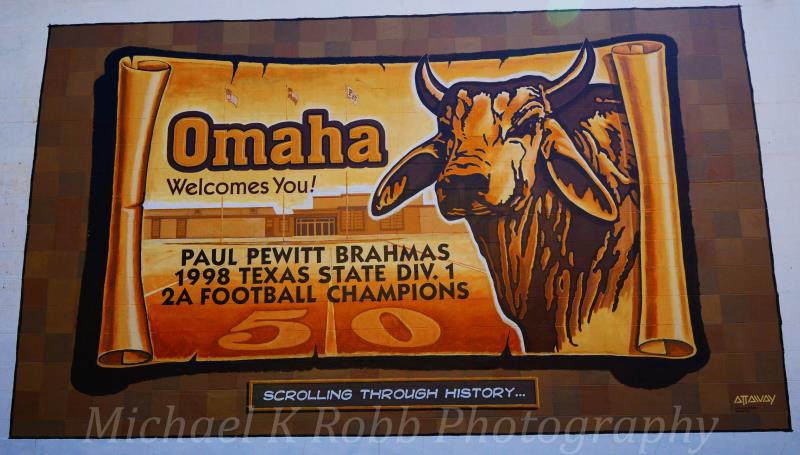 Omaha
Welcomes You!
PAUL PEWITT BRAHMAS
1998 TEXAS STATE DIV. 1
2A FOOTBALL CHAMPIONS
50
SCROLLING THROUGH HISTORY...
ATTAWAY
Michael K Robb Photography